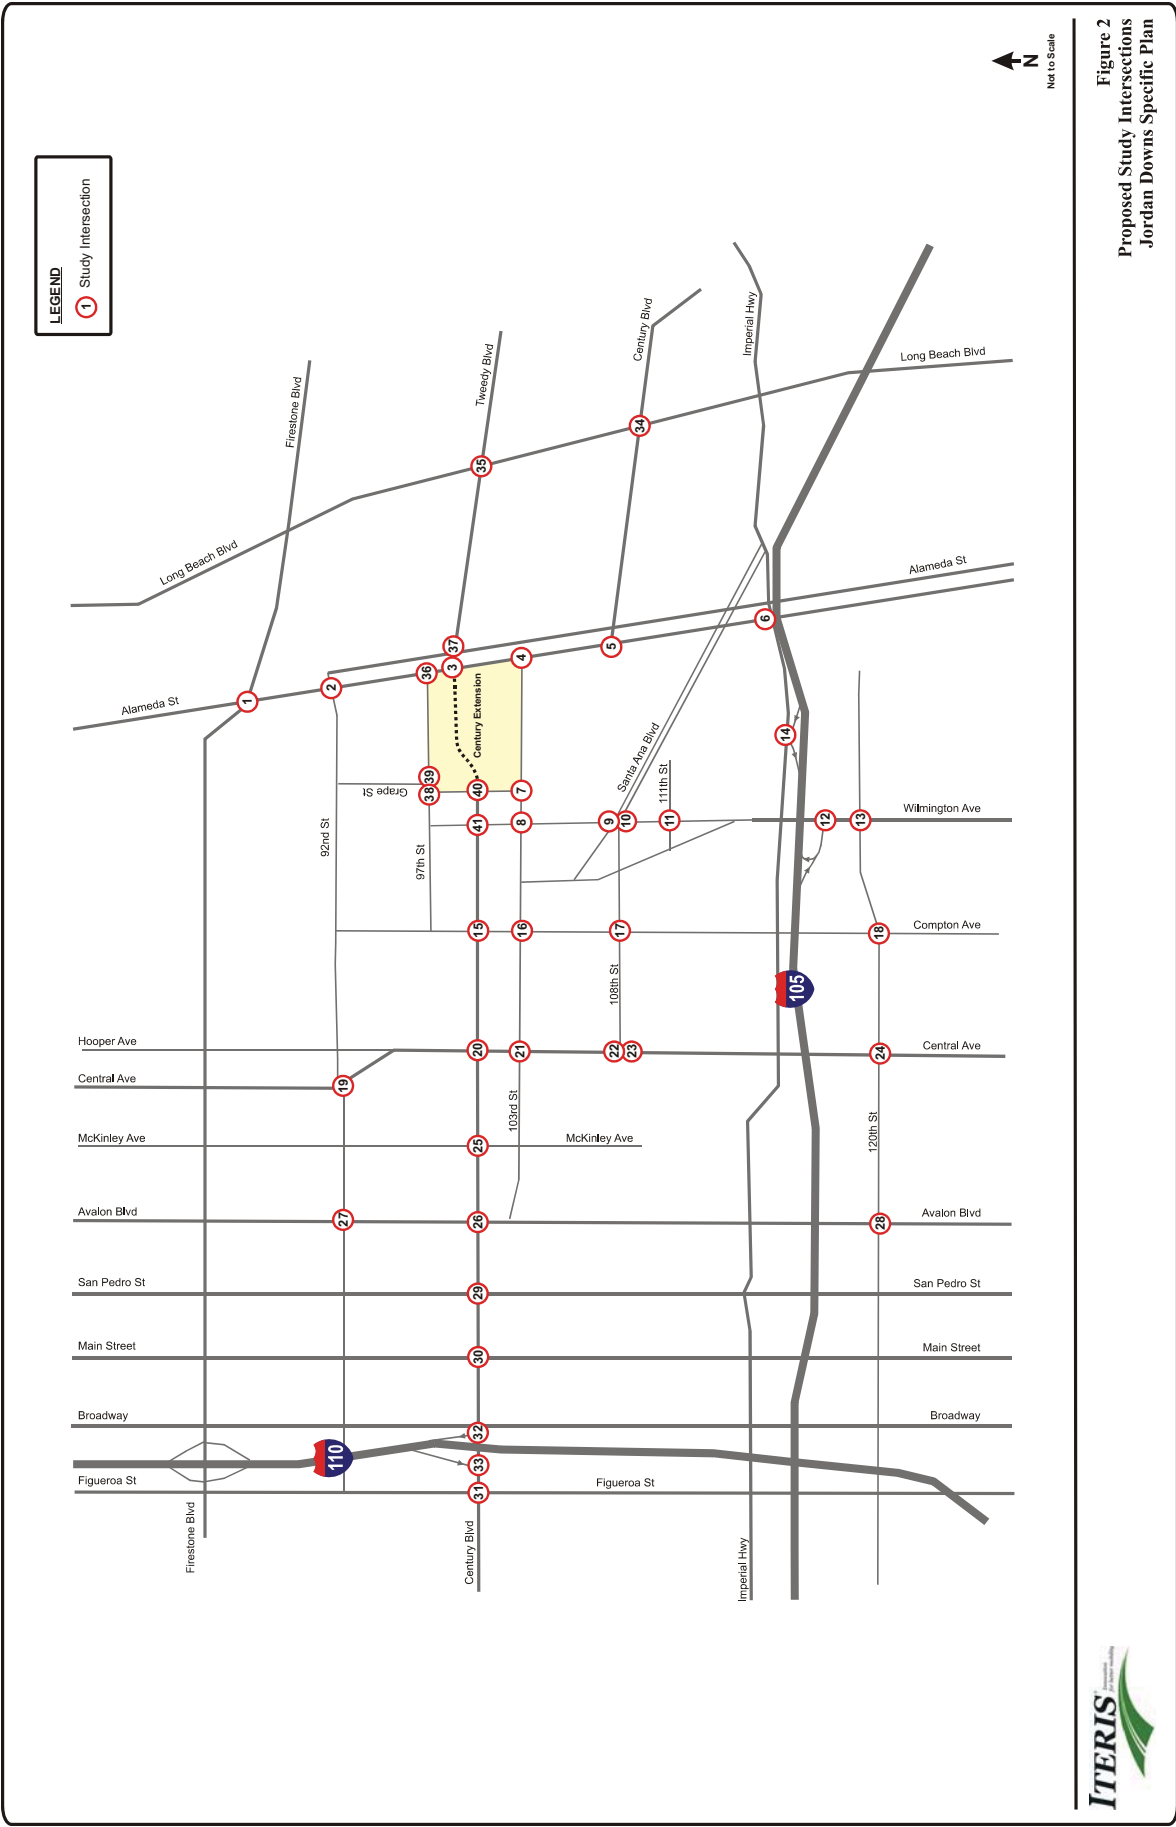 LEGEND
1 Study Intersection
N
Not to Scale
Figure 2
Proposed Study Intersections
Jordan Downs Specific Plan
Firestone Blvd
Tweedy Blvd
Century Blvd
Imperial Hwy
Long Beach Blvd
Long Beach Blvd
Alameda St
Alameda St
Century Extension
Grape St
92nd St
97th St
Santa Ana Blvd
111th St
Wilmington Ave
Compton Ave
108th St
105
Hooper Ave
Central Ave
Central Ave
103rd St
120th St
McKinley Ave
McKinley Ave
Avalon Blvd
Avalon Blvd
San Pedro St
San Pedro St
Main Street
Main Street
Broadway
Broadway
110
Figueroa St
Figueroa St
Firestone Blvd
Century Blvd
Imperial Hwy
1
2
36
3
37
4
5
6
35
34
39
38
40
7
41
8
9
10
11
14
12
13
15
16
17
18
19
20
21
22
23
24
25
27
26
28
29
30
32
33
31
ITERIS
Innovation
for better mobility